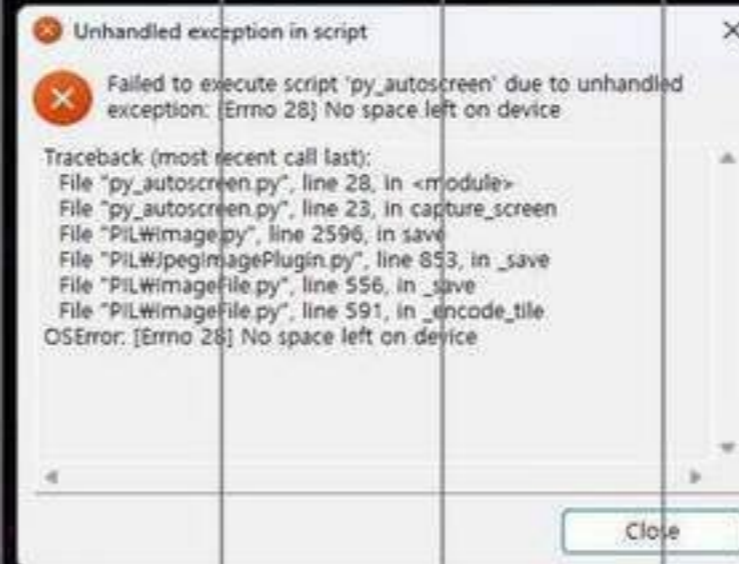 Unhandled exception in script
Failed to execute script 'py_autoscreen' due to unhandled
exception: [Errno 28] No space left on device
Traceback (most recent call last):
File "py_autoscreen.py", line 28, in <module>
File "py_autoscreen.py", line 23, in capture_screen
File "PIL₩Image.py", line 2596, in save
File "PIL₩JpegImagePlugin.py", line 853, in _save
File "PIL₩ImageFile.py", line 556, in _save
File "PIL₩ImageFile.py", line 591, in _encode_tile
OSError: [Errno 28] No space left on device
Close